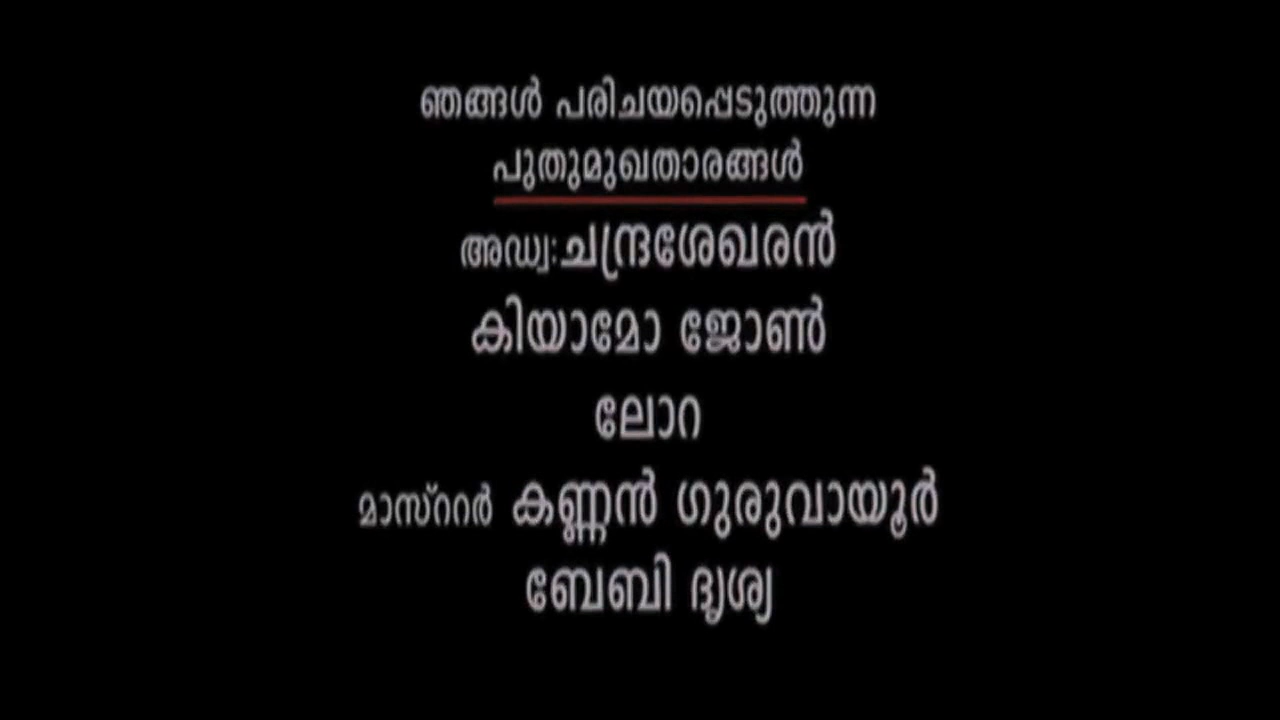 ഞങ്ങൾ പരിചയപ്പെടുത്തുന്ന
പുതുമുഖതാരങ്ങൾ
അഡ്വ:ചന്ദ്രശേഖരൻ
കിയാമോ ജോൺ
ലോറ
മാസ്റ്റർ കണ്ണൻ ഗുരുവായൂർ
ബേബി ദൃശ്യ